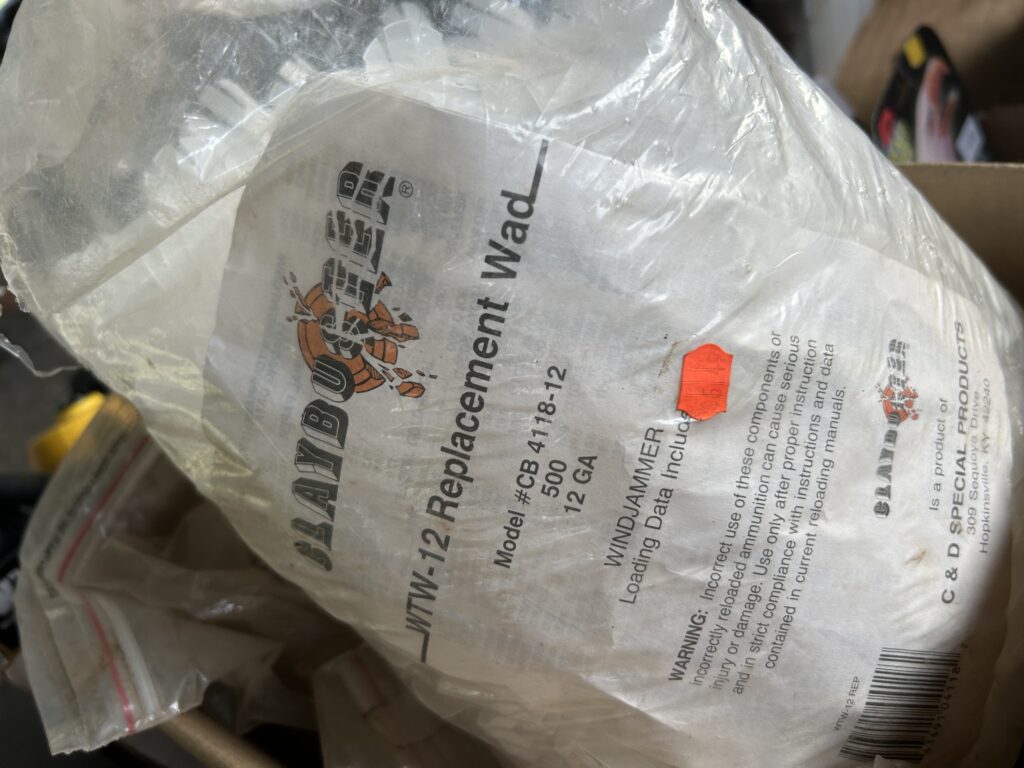 CLAYBUSTER®
WTW-12 Replacement Wad
Model #CB 4118-12
500
12 GA
WINDJAMMER
Loading Data Includ
WARNING: Incorrect use of these components or
incorrectly reloaded ammunition can cause serious
injury or damage. Use only after proper instruction
and in strict compliance with instructions and data
contained in current reloading manuals.
CLAYBUSTER
Is a product of
C & D SPECIAL PRODUCTS
309 Sequoya Drive
Hopkinsville, KY 42240
WTW-12 REP